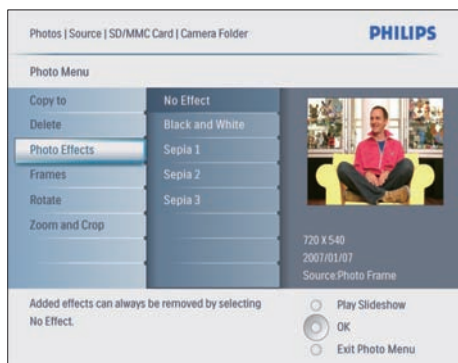 Photos | Source | SD/MMC Card | Camera Folder
PHILIPS
Photo Menu
Copy to
Delete
Photo Effects
Frames
Rotate
Zoom and Crop
No Effect
Black and White
Sepia 1
Sepia 2
Sepia 3
720 X 540
2007/01/07
Source:Photo Frame
Added effects can always be removed by selecting
No Effect.
Play Slideshow
OK
Exit Photo Menu